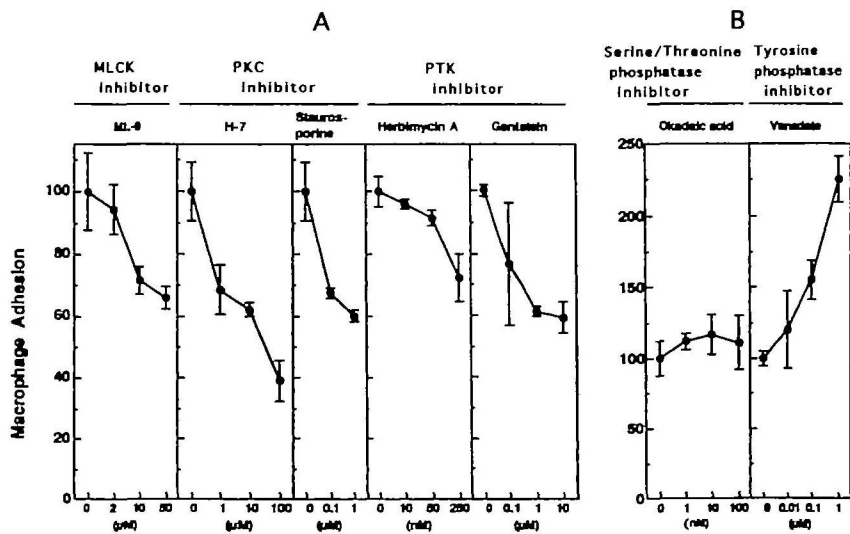 A
MLCK
inhibitor
PKC
inhibitor
PTK
inhibitor
ML-9
H-7
Stauros-
porine
Herbimycin A
Genistein
Macrophage Adhesion
100
80
60
40
20
0
0 2 10 50
(µM)
0 1 10 100
(µM)
0 0.1 1
(µM)
0 10 50 250
(nM)
0 0.1 1 10
(µM)
B
Serine/Threonine
phosphatase
inhibitor
Tyrosine
phosphatase
inhibitor
Okadaic acid
Vanadate
250
200
150
100
50
0
0 1 10 100
(nM)
0 0.01 0.1 1
(µM)